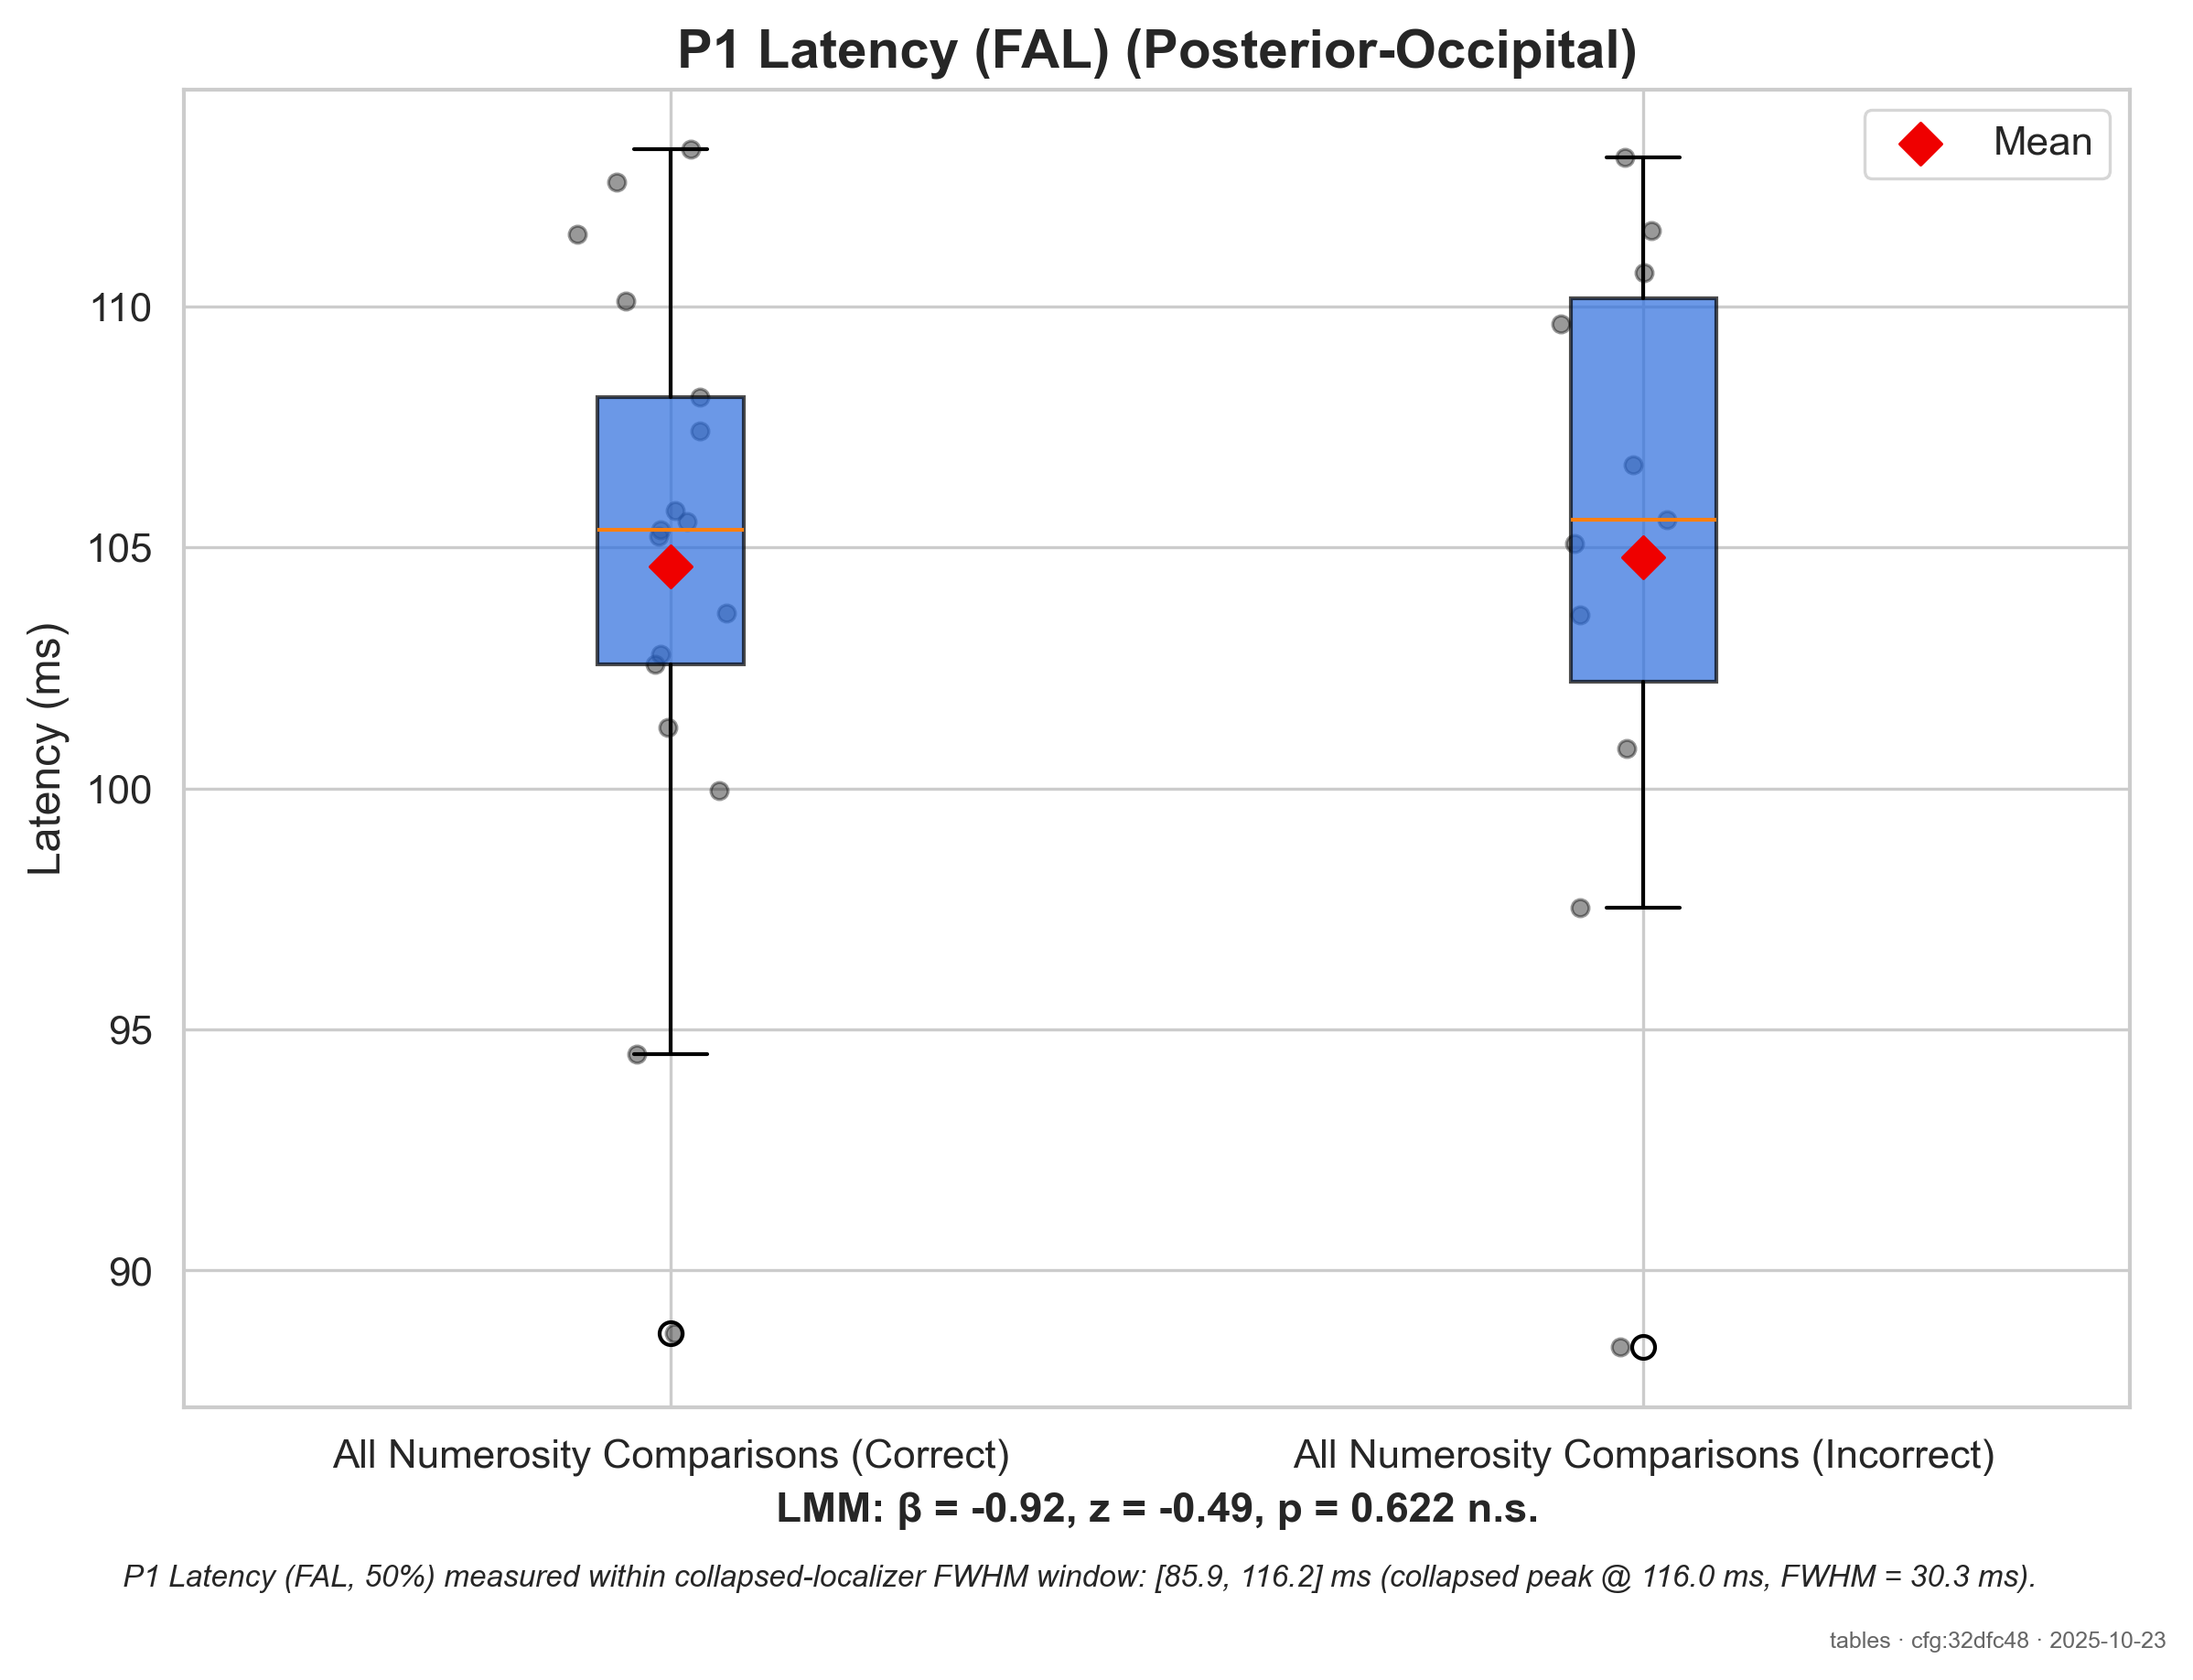 P1 Latency (FAL) (Posterior-Occipital)
Mean
110
105
100
95
90
Latency (ms)
All Numerosity Comparisons (Correct)
All Numerosity Comparisons (Incorrect)
LMM: β = -0.92, z = -0.49, p = 0.622 n.s.
P1 Latency (FAL, 50%) measured within collapsed-localizer FWHM window: [85.9, 116.2] ms (collapsed peak @ 116.0 ms, FWHM = 30.3 ms).
tables · cfg:32dfc48 · 2025-10-23